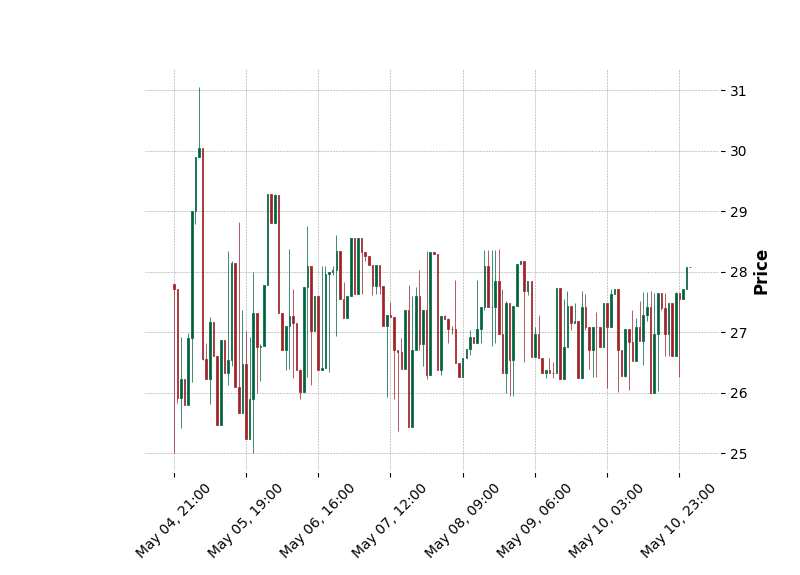 31
30
29
28
27
26
25
Price
May 04, 21:00
May 05, 19:00
May 06, 16:00
May 07, 12:00
May 08, 09:00
May 09, 06:00
May 10, 03:00
May 10, 23:00